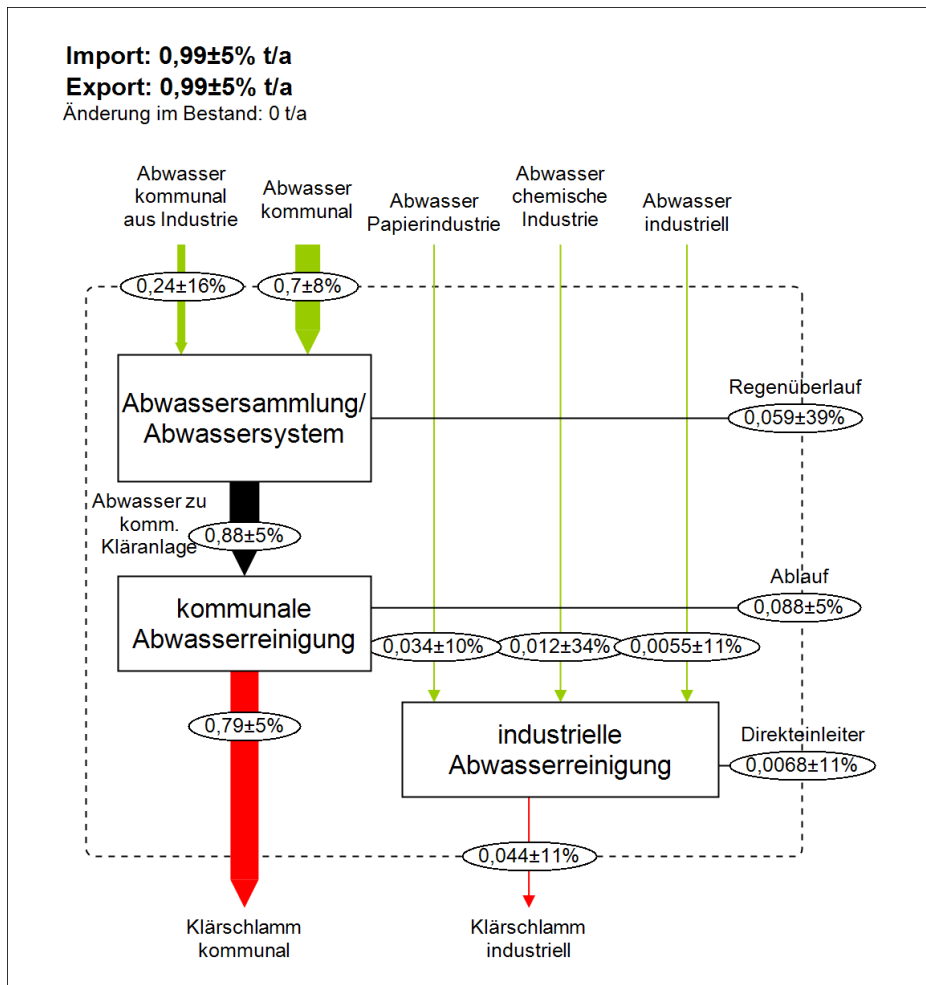 Import: 0,99±5% t/a
Export: 0,99±5% t/a
Änderung im Bestand: 0 t/a
Abwasser
kommunal
aus Industrie
Abwasser
kommunal
Abwasser
Papierindustrie
Abwasser
chemische
Industrie
Abwasser
industriell
0,24±16%
0,7±8%
Abwassersammlung/
Abwassersystem
Regenüberlauf
0,059±39%
Abwasser zu
komm.
Kläranlage
0,88±5%
kommunale
Abwasserreinigung
Ablauf
0,088±5%
0,034±10%
0,012±34%
0,0055±11%
0,79±5%
industrielle
Abwasserreinigung
Direkteinleiter
0,0068±11%
0,044±11%
Klärschlamm
kommunal
Klärschlamm
industriell